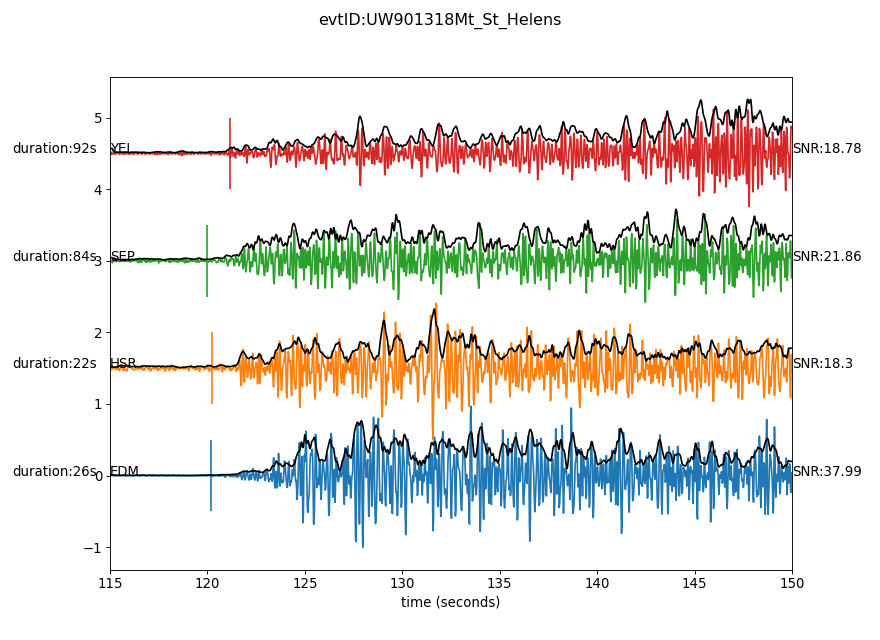 evtID:UW901318Mt_St_Helens
5
duration:92s YEL SNR:18.78
4
duration:84s SEP SNR:21.86
3
2
duration:22s HSR SNR:18.3
1
duration:26s EDM SNR:37.99
0
−1
115 120 125 130 135 140 145 150
time (seconds)